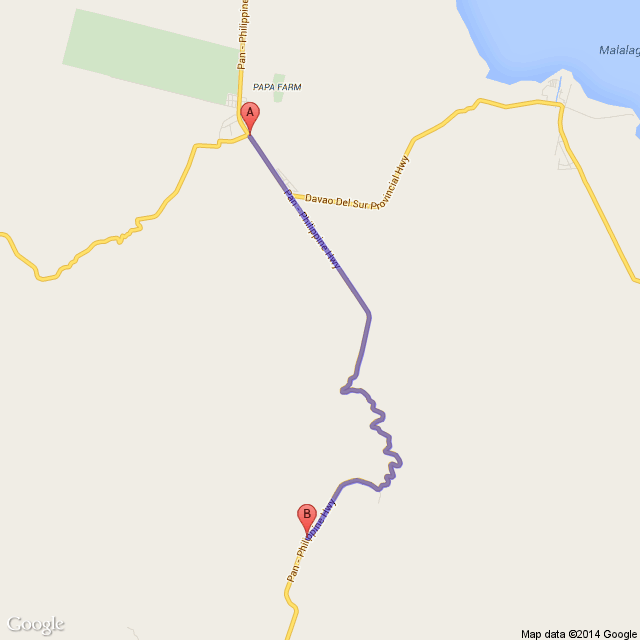 Pan - Philippine
Malalag
PAPA FARM
A
Davao Del Sur Provincial Hwy
Pan - Philippine Hwy
B
Pan - Philippine Hwy
Google
Map data ©2014 Google